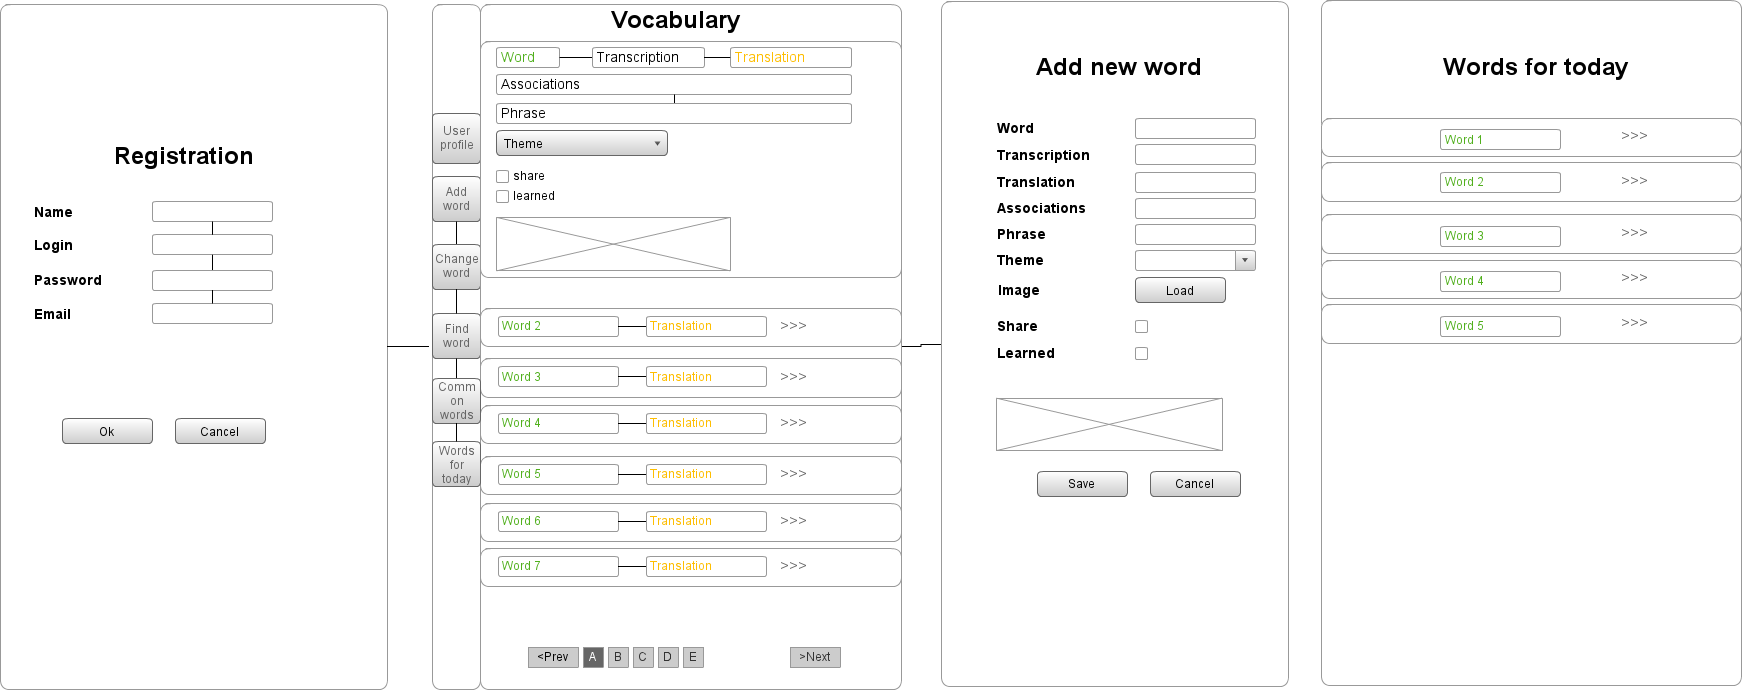 Registration
Name
Login
Password
Email
Ok
Cancel
User
profile
Add
word
Change
word
Find
word
Comm
on
words
Words
for
today
Vocabulary
Word
Transcription
Translation
Associations
Phrase
Theme
share
learned
Word 2
Translation
>>>
Word 3
Translation
>>>
Word 4
Translation
>>>
Word 5
Translation
>>>
Word 6
Translation
>>>
Word 7
Translation
>>>
<Prev
A
B
C
D
E
>Next
Add new word
Word
Transcription
Translation
Associations
Phrase
Theme
Image
Load
Share
Learned
Save
Cancel
Words for today
Word 1
>>>
Word 2
>>>
Word 3
>>>
Word 4
>>>
Word 5
>>>